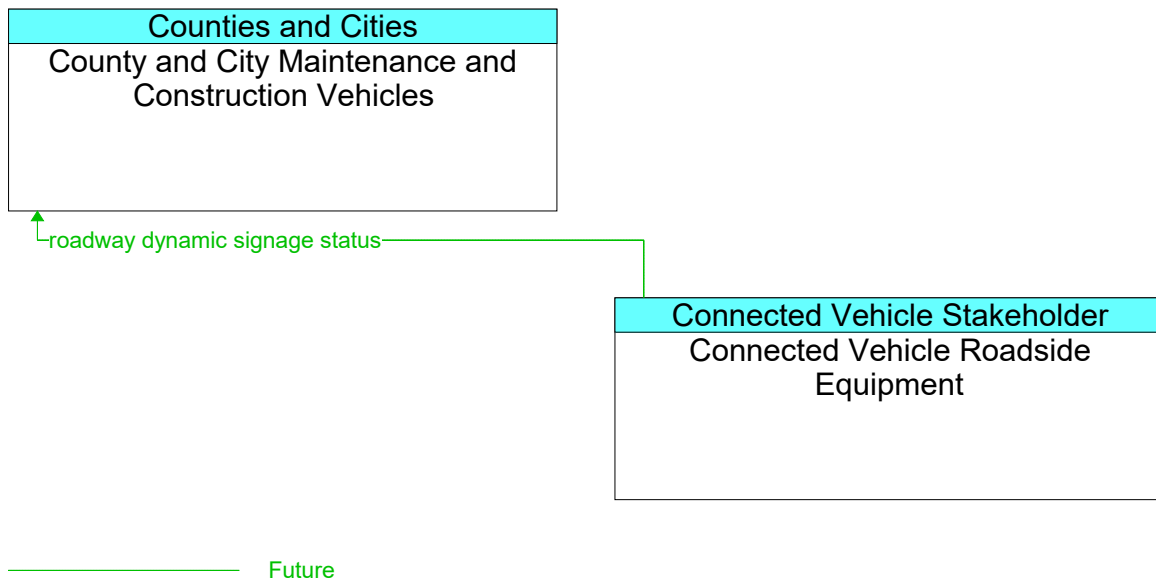 Counties and Cities
County and City Maintenance and
Construction Vehicles
roadway dynamic signage status
Connected Vehicle Stakeholder
Connected Vehicle Roadside
Equipment
Future